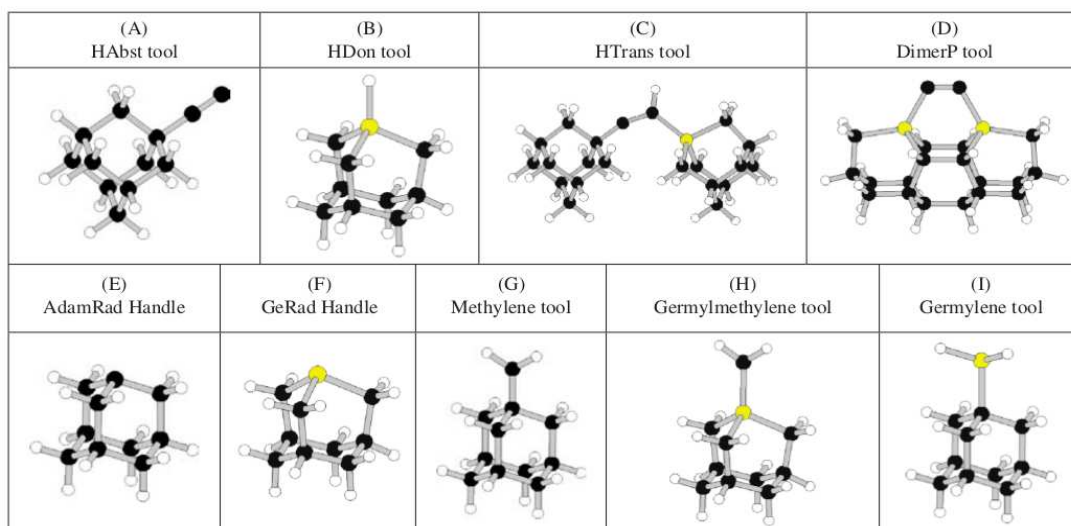 (A)
HAbst tool
(B)
HDon tool
(C)
HTrans tool
(D)
DimerP tool
(E)
AdamRad Handle
(F)
GeRad Handle
(G)
Methylene tool
(H)
Germylmethylene tool
(I)
Germylene tool